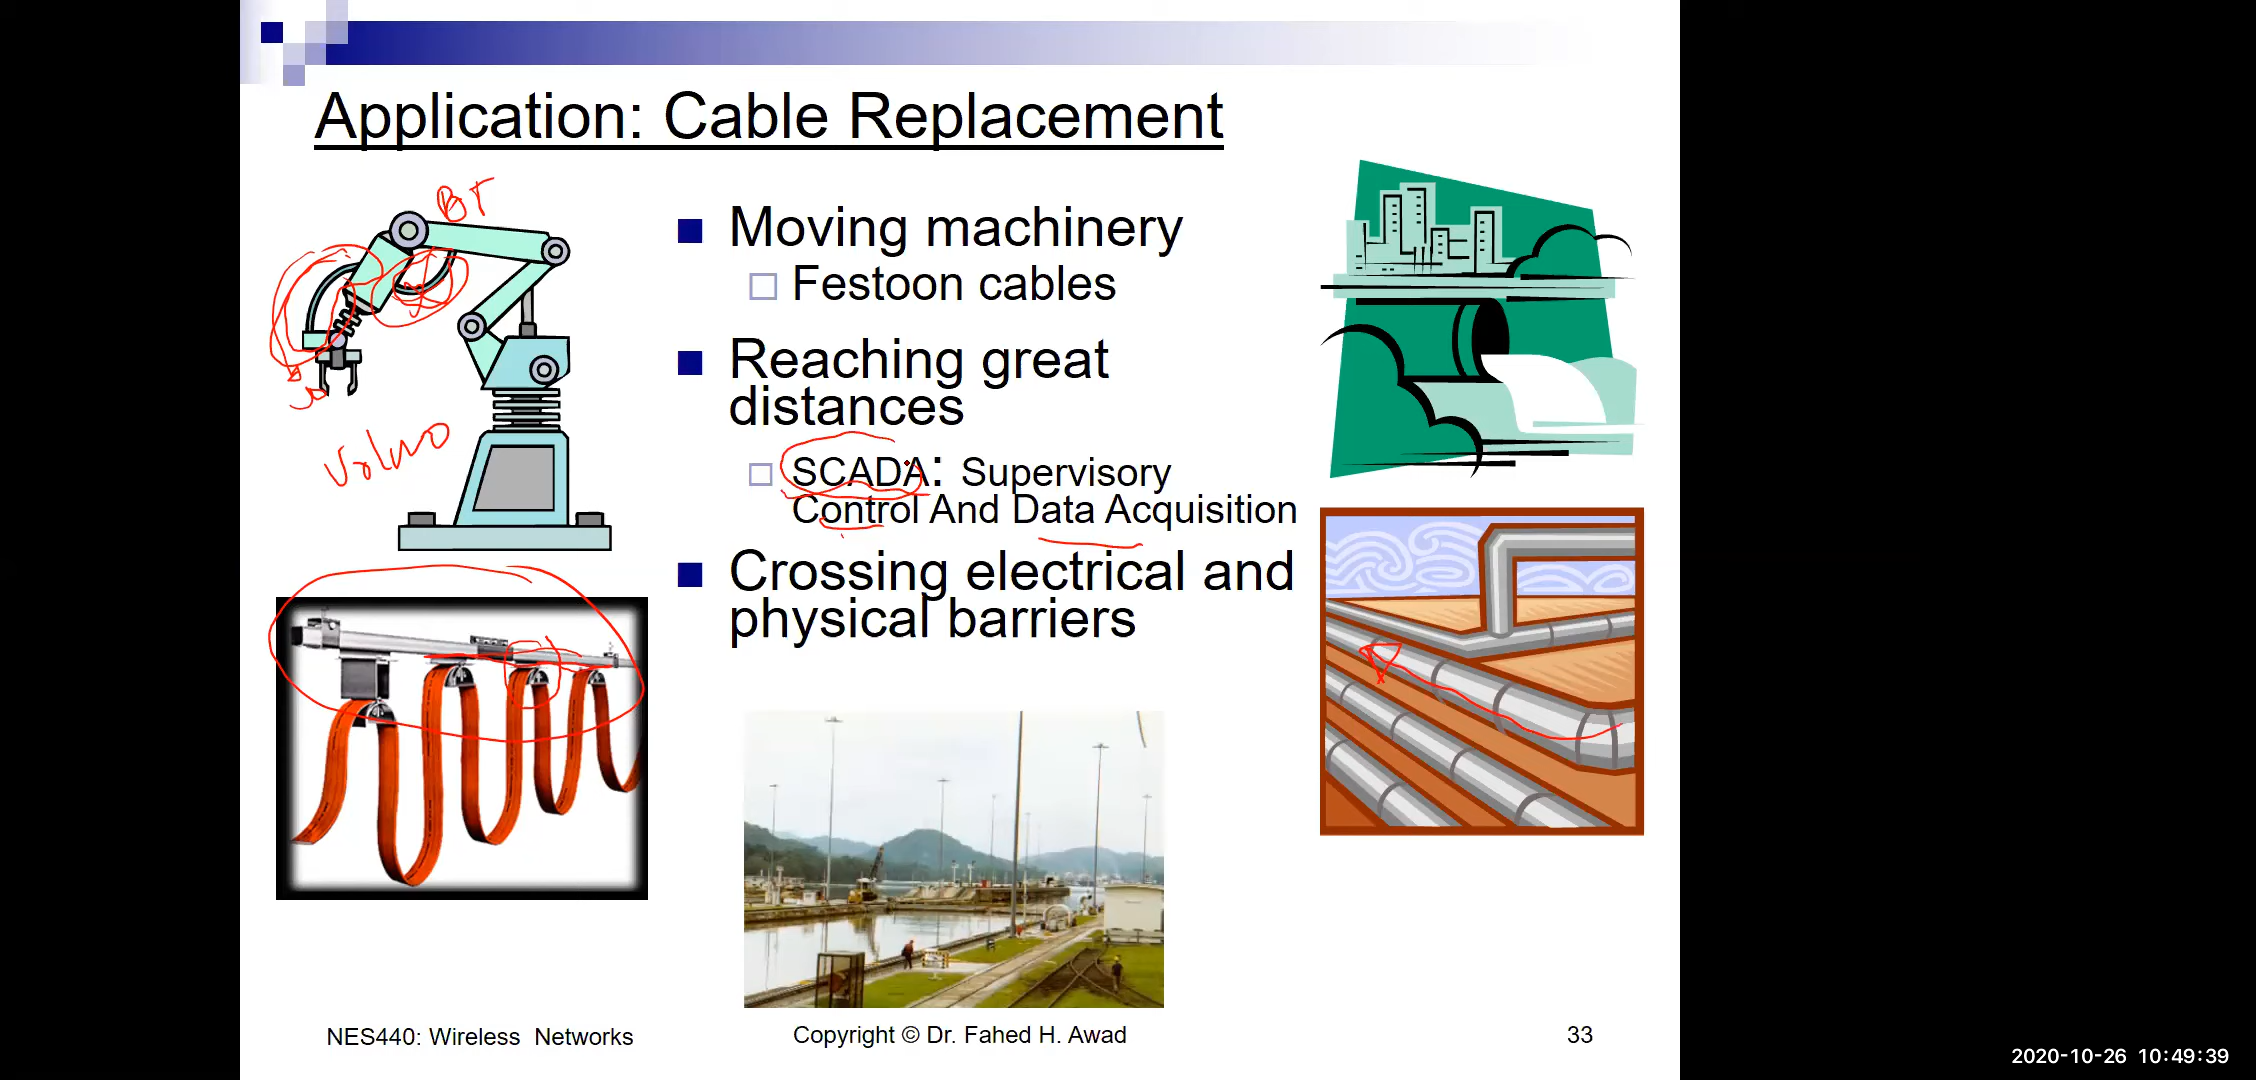 Application: Cable Replacement
BT
Volvo
Moving machinery
Festoon cables
Reaching great
distances
SCADA: Supervisory
Control And Data Acquisition
Crossing electrical and
physical barriers
NES440: Wireless Networks
Copyright © Dr. Fahed H. Awad
33
2020-10-26 10:49:39